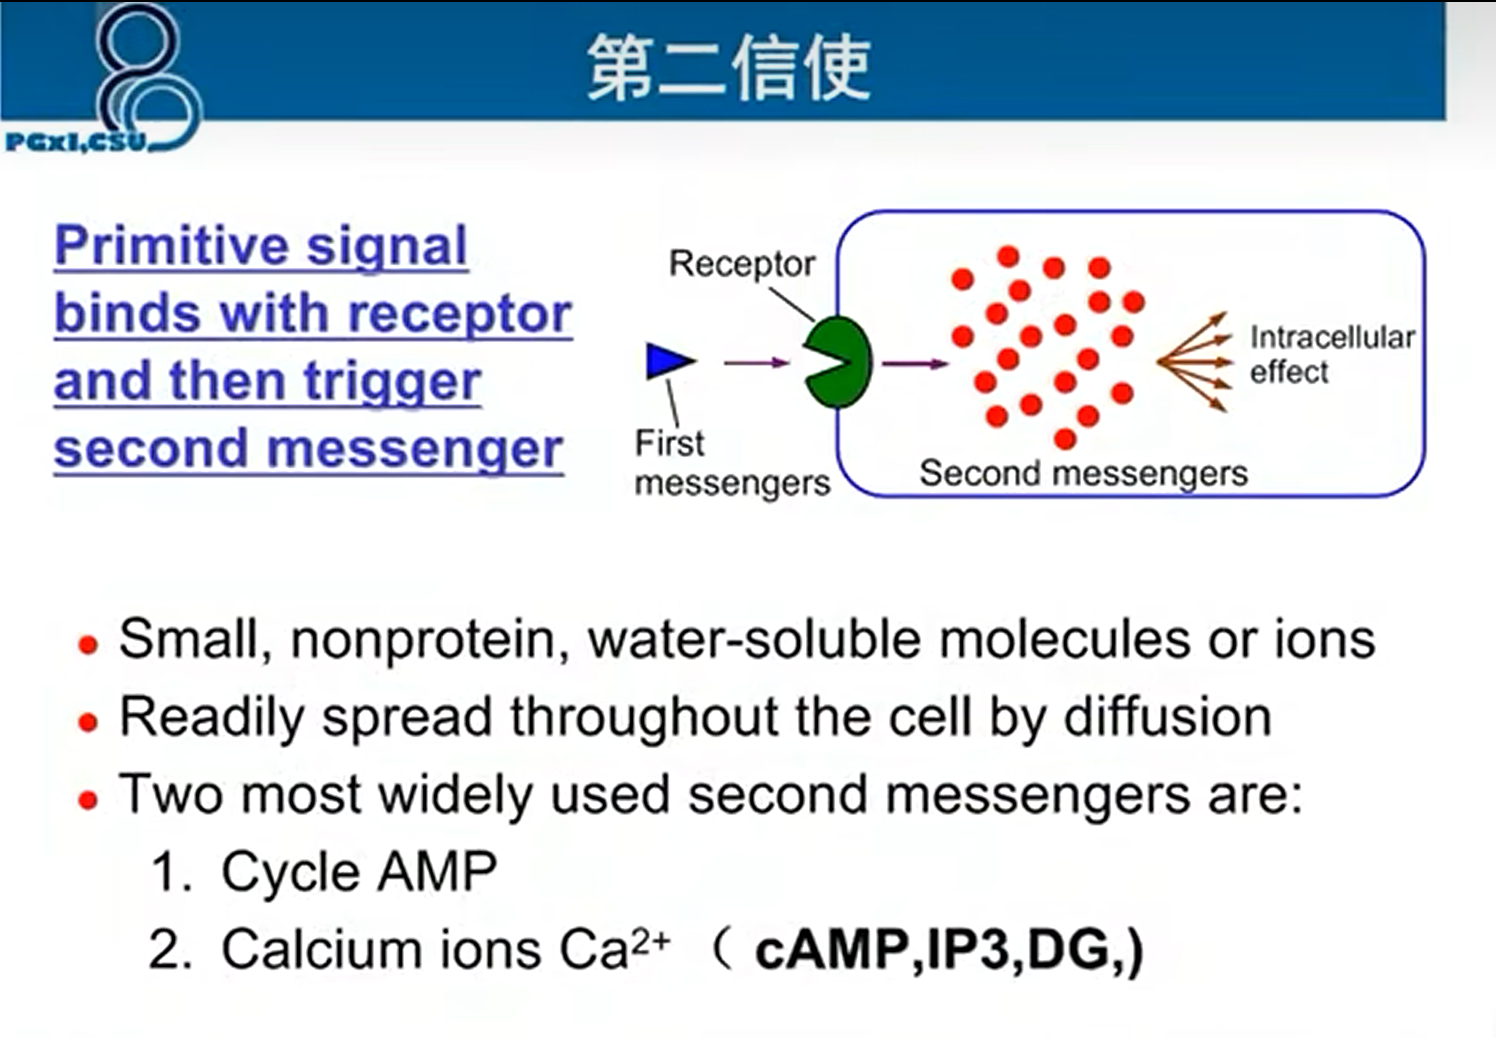 第二信使
PGxI,CSU
Primitive signal
binds with receptor
and then trigger
second messenger
Receptor
First
messengers
Second messengers
Intracellular
effect
• Small, nonprotein, water-soluble molecules or ions
• Readily spread throughout the cell by diffusion
• Two most widely used second messengers are:
1. Cycle AMP
2. Calcium ions Ca²⁺ （ cAMP,IP3,DG,)